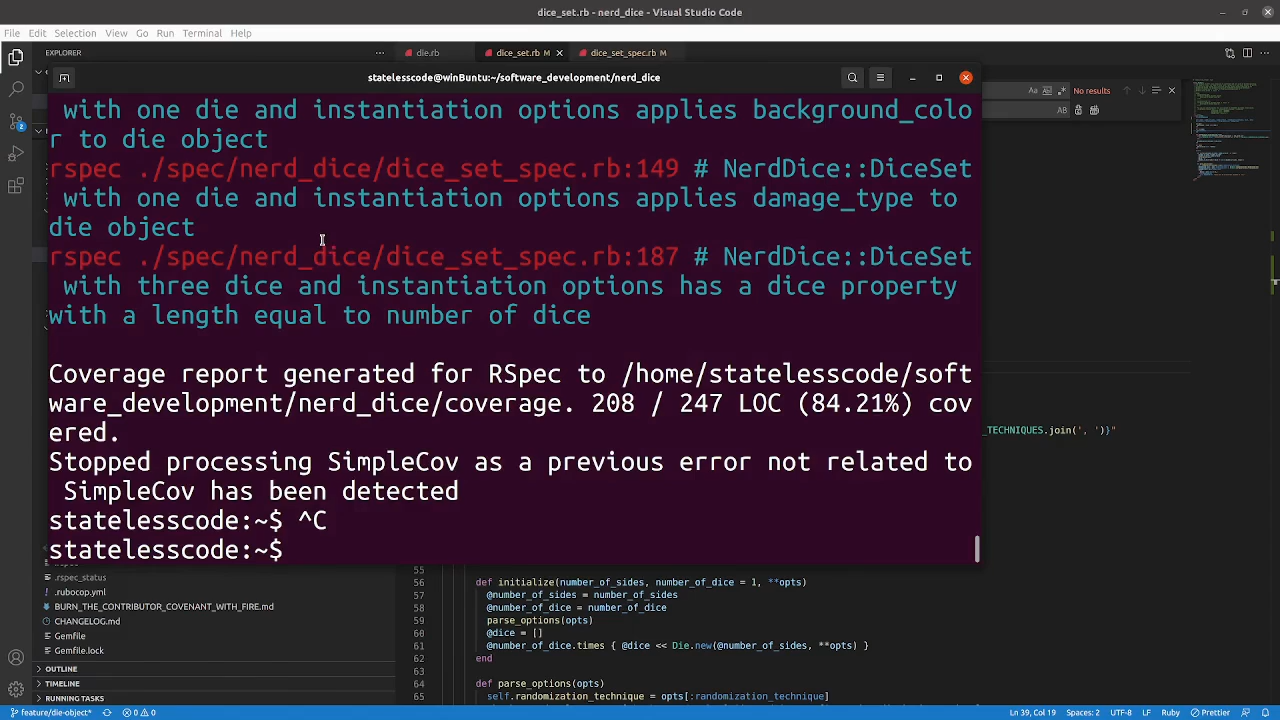 dice_set.rb - nerd_dice - Visual Studio Code
File Edit Selection View Go Run Terminal Help
EXPLORER
die.rb
dice_set.rb M
dice_set_spec.rb M
statelesscode@winBuntu:~/software_development/nerd_dice
No results
with one die and instantiation options applies background_colo
r to die object
rspec ./spec/nerd_dice/dice_set_spec.rb:149 # NerdDice::DiceSet
with one die and instantiation options applies damage_type to
die object
rspec ./spec/nerd_dice/dice_set_spec.rb:187 # NerdDice::DiceSet
with three dice and instantiation options has a dice property
with a length equal to number of dice
Coverage report generated for RSpec to /home/statelesscode/soft
ware_development/nerd_dice/coverage. 208 / 247 LOC (84.21%) cov
ered.
Stopped processing SimpleCov as a previous error not related to
SimpleCov has been detected
statelesscode:~$ ^C
statelesscode:~$
_TECHNIQUES.join(', ')}"
.rspec_status
.rubocop.yml
BURN_THE_CONTRIBUTOR_COVENANT_WITH_FIRE.md
CHANGELOG.md
Gemfile
Gemfile.lock
OUTLINE
TIMELINE
RUNNING TASKS
55
56 def initialize(number_of_sides, number_of_dice = 1, **opts)
57 @number_of_sides = number_of_sides
58 @number_of_dice = number_of_dice
59 parse_options(opts)
60 @dice = []
61 @number_of_dice.times { @dice << Die.new(@number_of_sides, **opts) }
62 end
63
64 def parse_options(opts)
65 self.randomization_technique = opts[:randomization_technique]
feature/die-object* 0 0 Ln 39, Col 19 Spaces: 2 UTF-8 LF Ruby Prettier